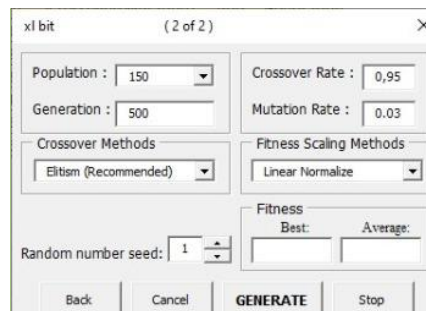 xl bit ( 2 of 2 )
Population : 150
Crossover Rate : 0,95
Generation : 500
Mutation Rate : 0.03
Crossover Methods
Fitness Scaling Methods
Elitism (Recommended)
Linear Normalize
Fitness
Best: Average:
Random number seed: 1
Back Cancel GENERATE Stop